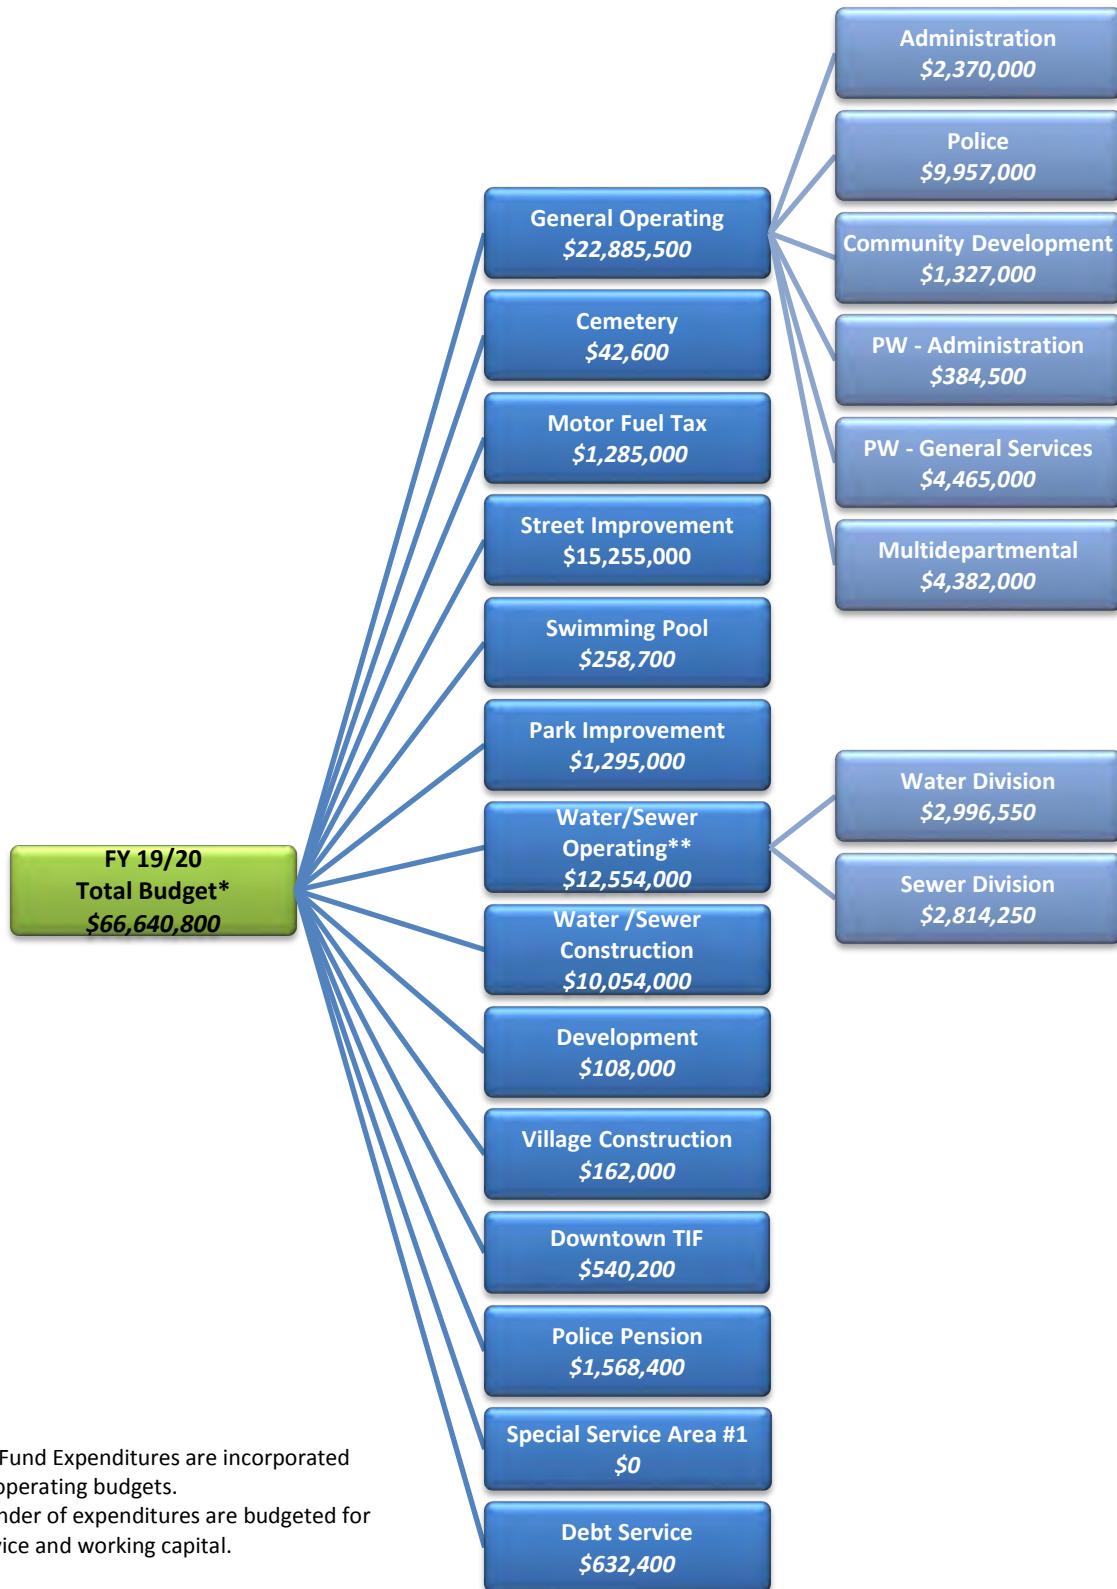 Administration
$2,370,000
Police
$9,957,000
General Operating
$22,885,500
Community Development
$1,327,000
Cemetery
$42,600
PW - Administration
$384,500
Motor Fuel Tax
$1,285,000
PW - General Services
$4,465,000
Street Improvement
$15,255,000
Multidepartmental
$4,382,000
Swimming Pool
$258,700
Park Improvement
$1,295,000
Water Division
$2,996,550
Water/Sewer
Operating**
$12,554,000
FY 19/20
Total Budget*
$66,640,800
Sewer Division
$2,814,250
Water /Sewer
Construction
$10,054,000
Development
$108,000
Village Construction
$162,000
Downtown TIF
$540,200
Police Pension
$1,568,400
Special Service Area #1
$0
Debt Service
$632,400
Fund Expenditures are incorporated
operating budgets.
nder of expenditures are budgeted for
vice and working capital.